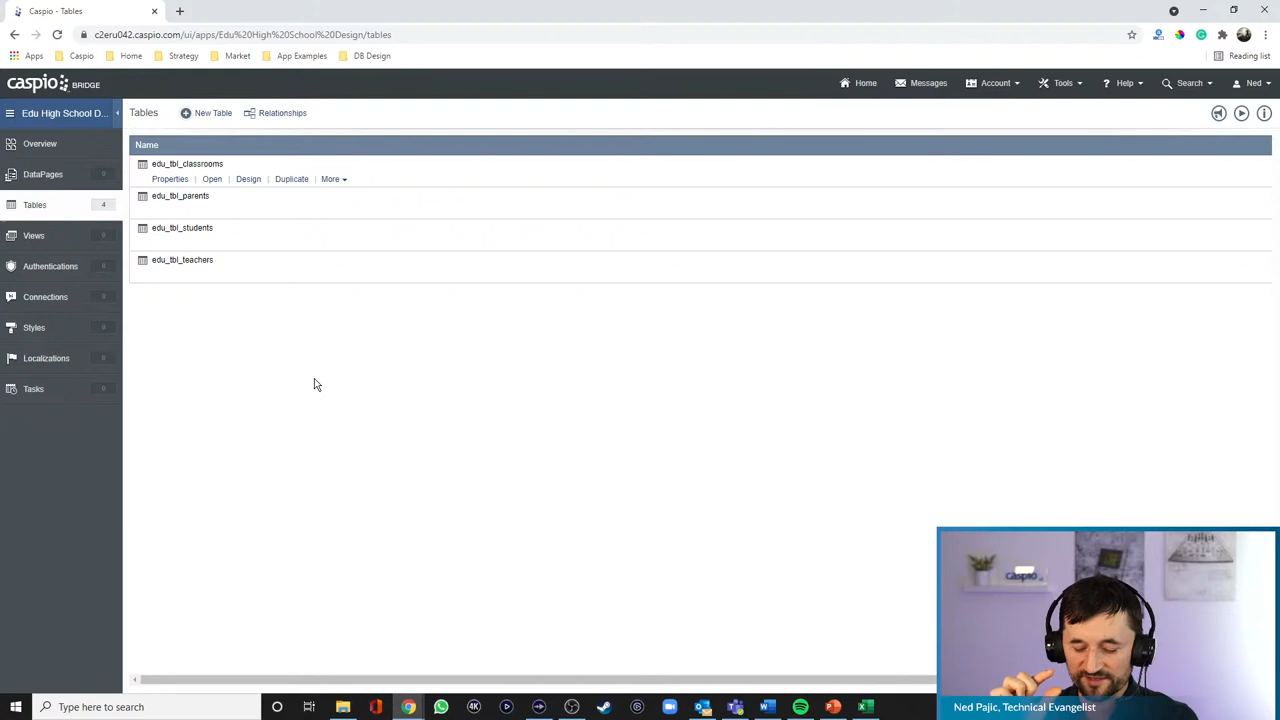 Caspio - Tables
c2eru042.caspio.com/ui/apps/Edu%20High%20School%20Design/tables
Apps Caspio Home Strategy Market App Examples DB Design Reading list
caspio BRIDGE Home Messages Account Tools ? Help Search Ned
Edu High School D... Tables New Table Relationships
Overview
Name
DataPages
edu_tbl_classrooms
Properties | Open | Design | Duplicate | More
Tables 4
edu_tbl_parents
Views
edu_tbl_students
Authentications
edu_tbl_teachers
Connections
Styles
Localizations
Tasks
caspio
Type here to search
Ned Pajic, Technical Evangelist